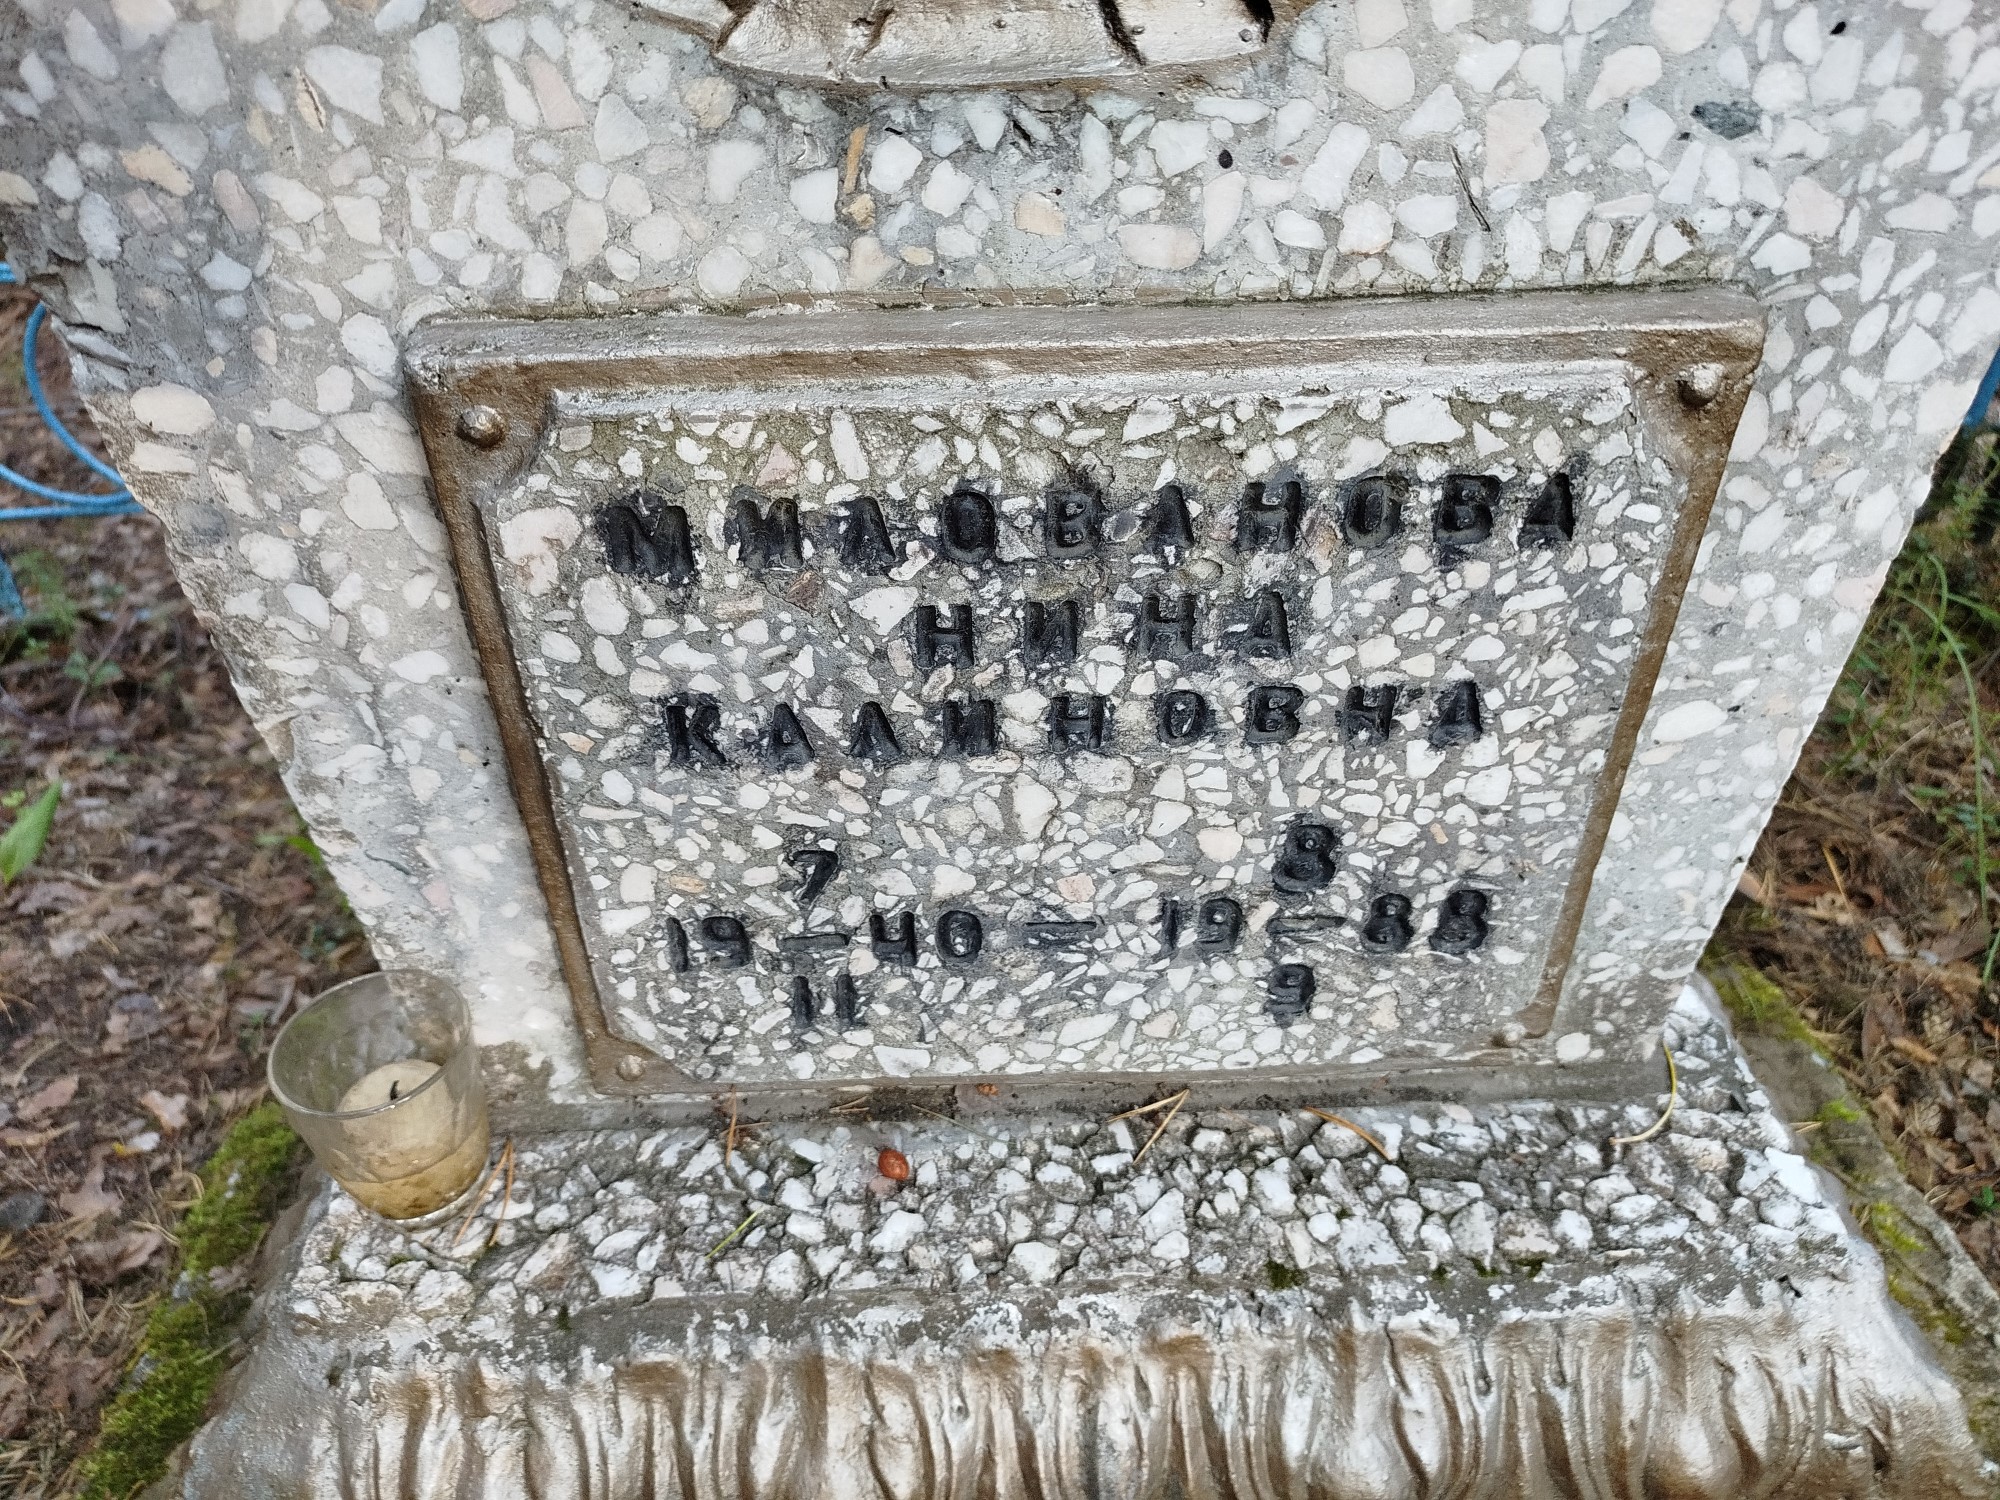 МИЛОВАНОВА
НИНА
КАЛИНОВНА
7 8
19—40 — 19—88
11 9